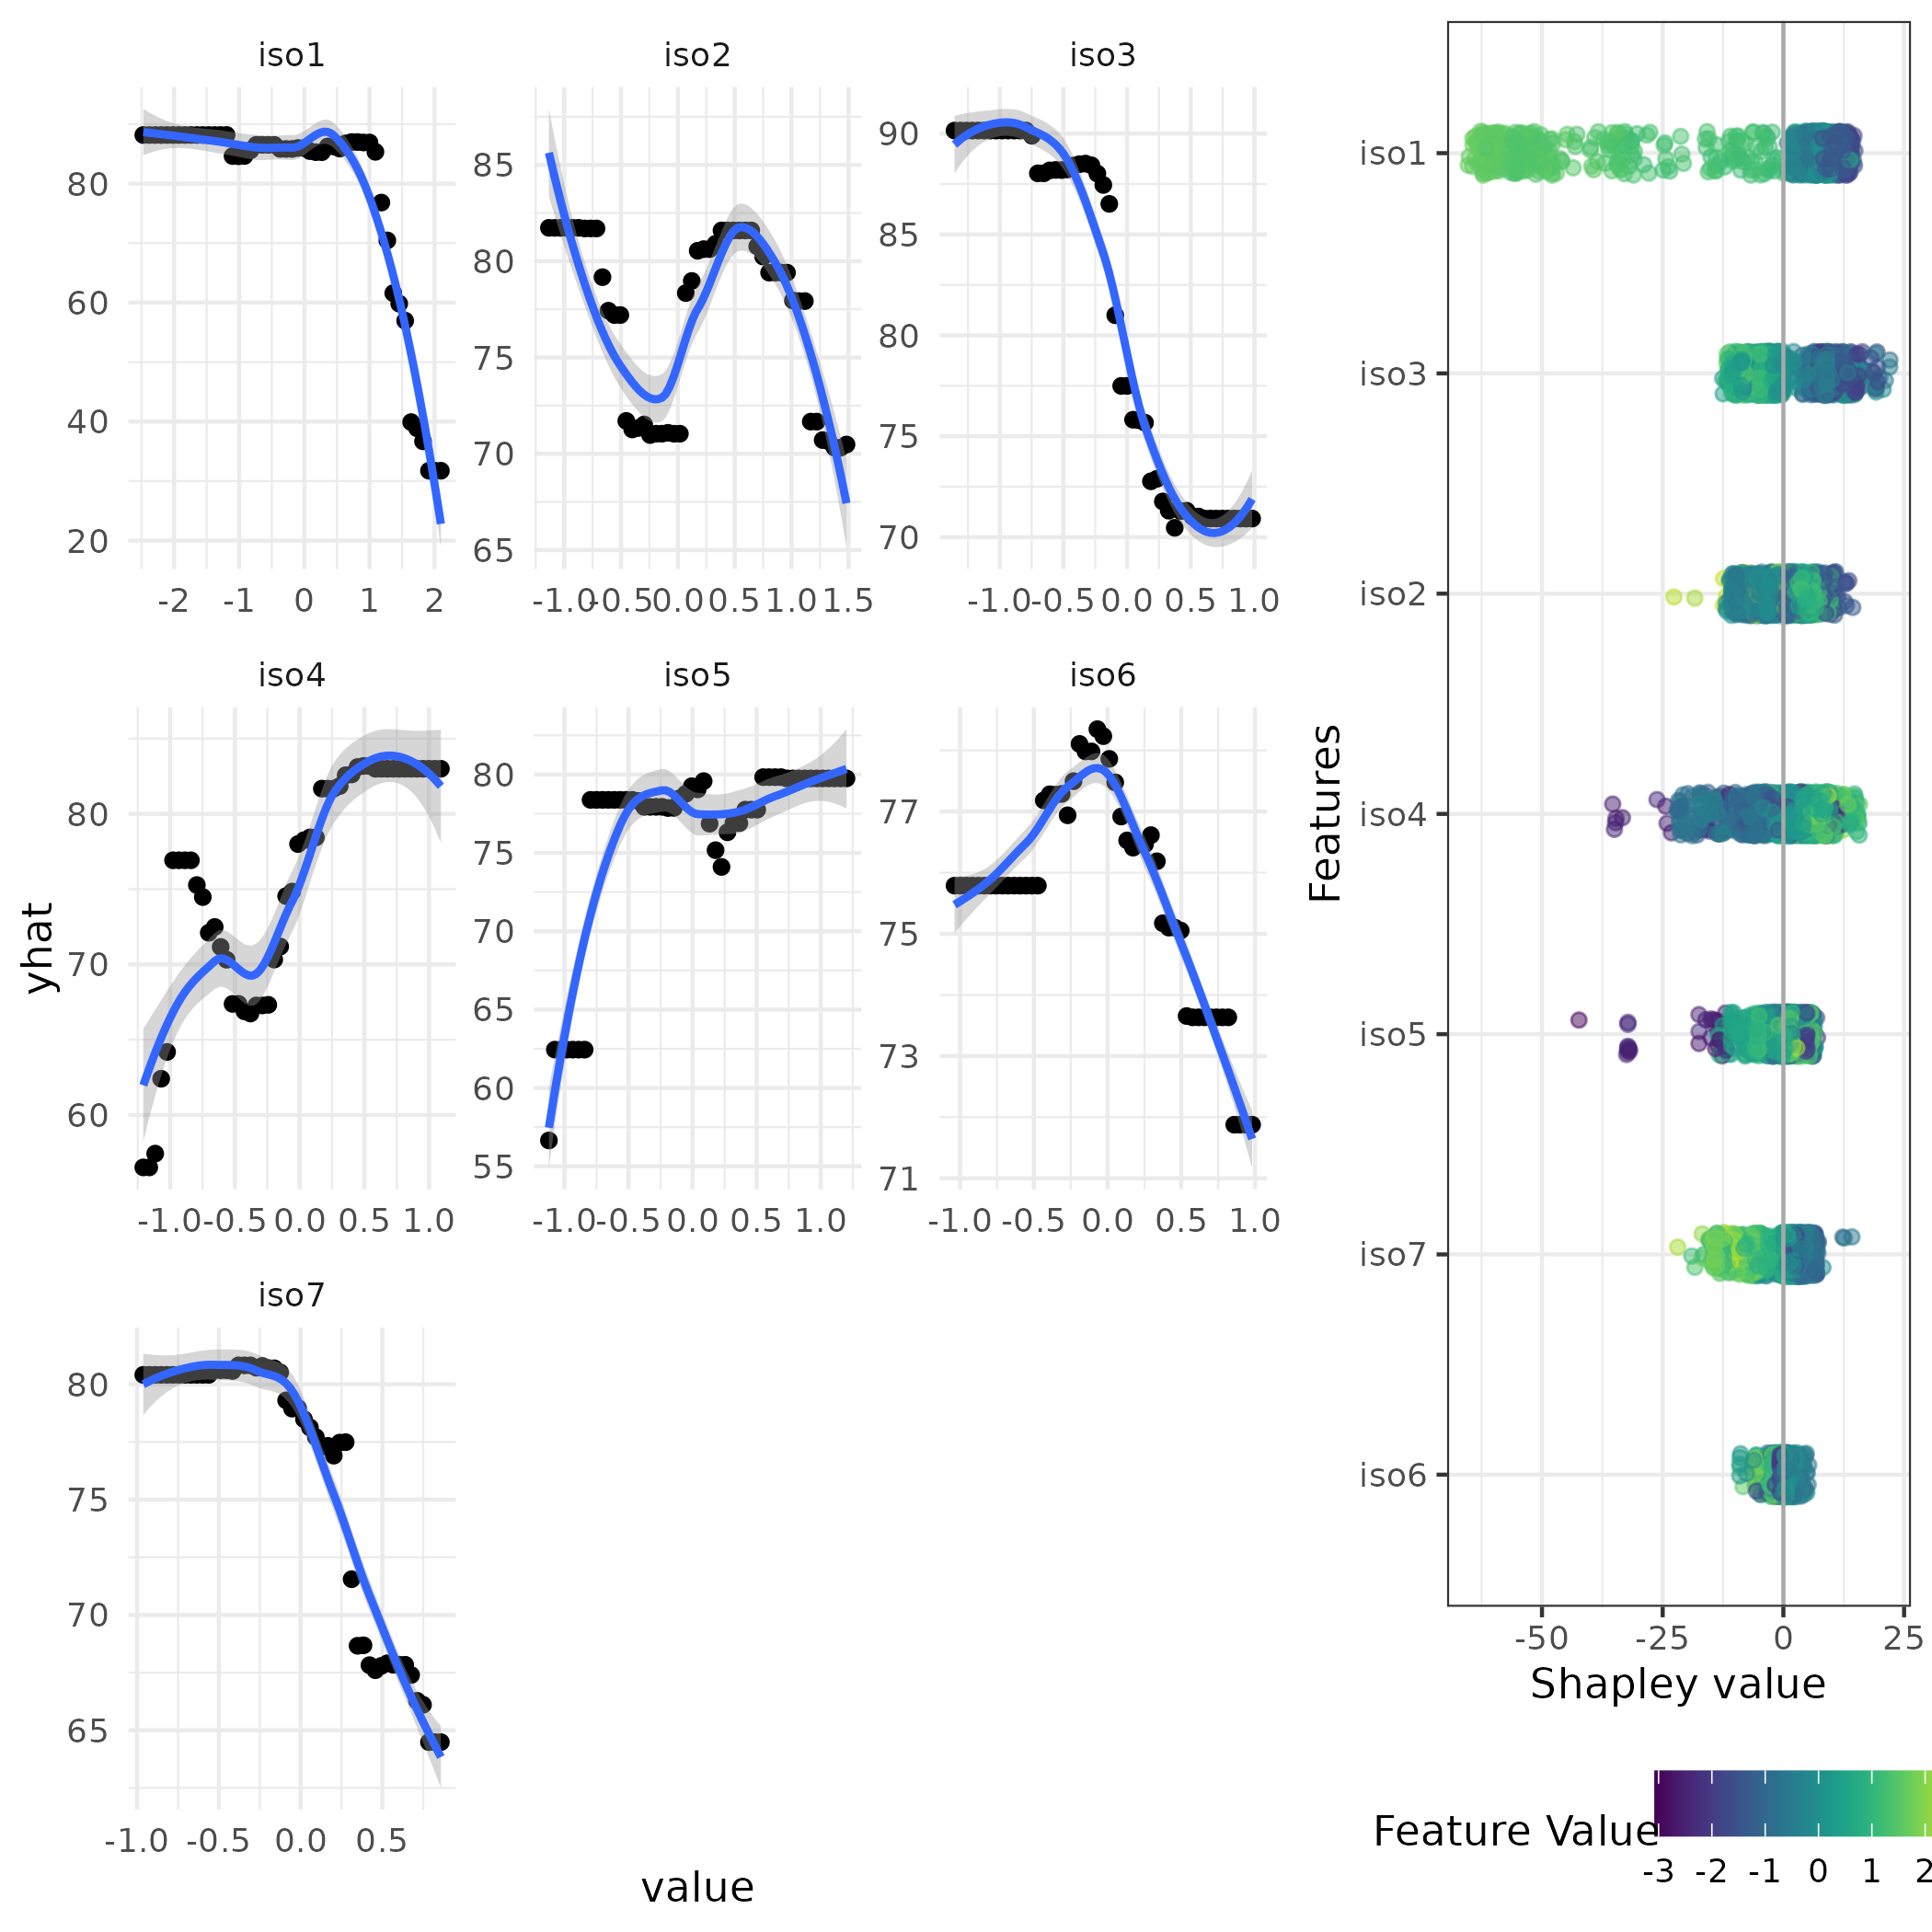 iso1 iso2 iso3
80
60
40
20
-2 -1 0 1 2
85
80
75
70
65
-1.0 -0.5 0.0 0.5 1.0 1.5
90
85
80
75
70
-1.0 -0.5 0.0 0.5 1.0
iso4 iso5 iso6
80
70
60
-1.0 -0.5 0.0 0.5 1.0
80
75
70
65
60
55
-1.0 -0.5 0.0 0.5 1.0
77
75
73
71
-1.0 -0.5 0.0 0.5 1.0
iso7
80
75
70
65
-1.0 -0.5 0.0 0.5
yhat
value
Features
iso1
iso3
iso2
iso4
iso5
iso7
iso6
-50 -25 0 25
Shapley value
Feature Value
-3 -2 -1 0 1 2